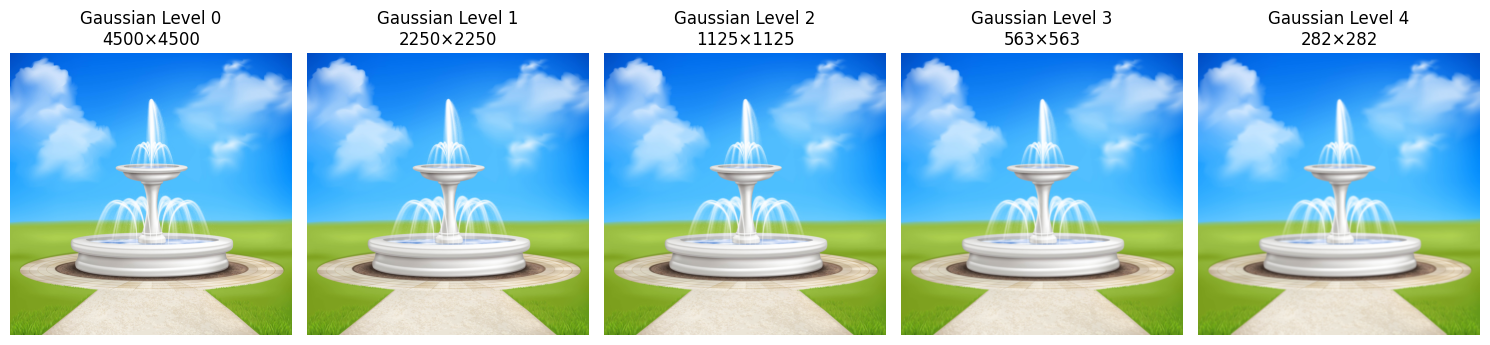 Gaussian Level 0
4500×4500
Gaussian Level 1
2250×2250
Gaussian Level 2
1125×1125
Gaussian Level 3
563×563
Gaussian Level 4
282×282